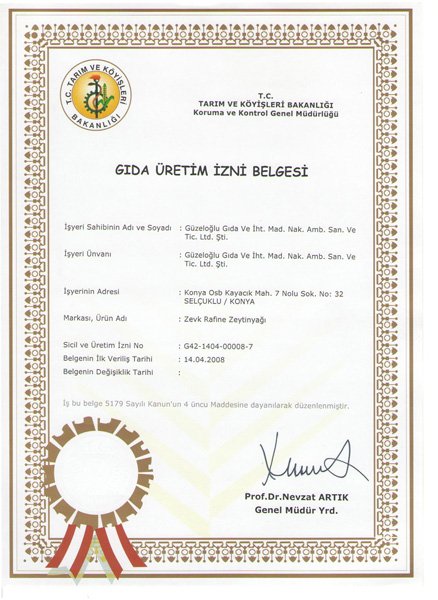 T.C. TARIM VE KÖYİŞLERİ
BAKANLIĞI
T.C.
TARIM VE KÖYİŞLERİ BAKANLIĞI
Koruma ve Kontrol Genel Müdürlüğü
GIDA ÜRETİM İZNİ BELGESİ
İşyeri Sahibinin Adı ve Soyadı : Güzeloğlu Gıda Ve İht. Mad. Nak. Amb. San. Ve
Tic. Ltd. Şti.
İşyeri Ünvanı : Güzeloğlu Gıda Ve İht. Mad. Nak. Amb. San. Ve
Tic. Ltd. Şti.
İşyerinin Adresi : Konya Osb Kayacık Mah. 7 Nolu Sok. No: 32
SELÇUKLU / KONYA
Markası, Ürün Adı : Zevk Rafine Zeytinyağı
Sicil ve Üretim İzni No : G42-1404-00008-7
Belgenin İlk Veriliş Tarihi : 14.04.2008
Belgenin Değişiklik Tarihi :
İş bu belge 5179 Sayılı Kanun'un 4 üncü Maddesine dayanılarak düzenlenmiştir.
Prof.Dr.Nevzat ARTIK
Genel Müdür Yrd.